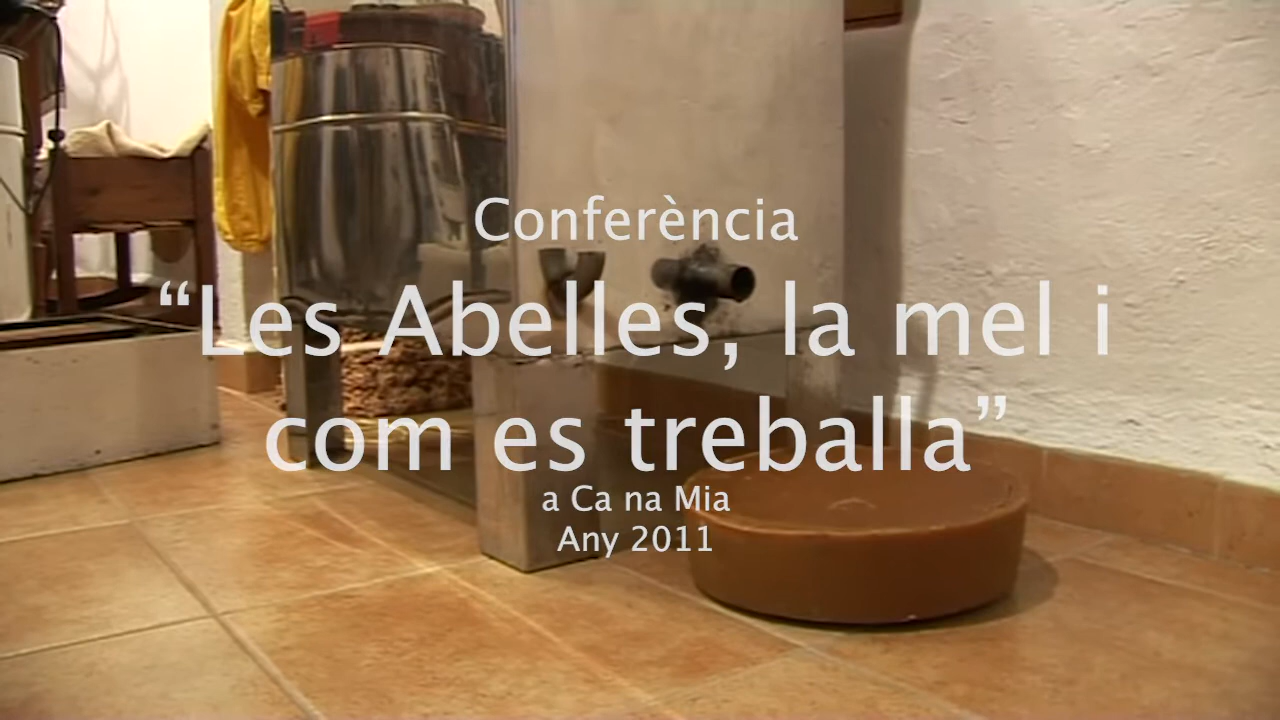 Conferència
“Les Abelles, la mel i
com es treballa”
a Ca na Mia
Any 2011